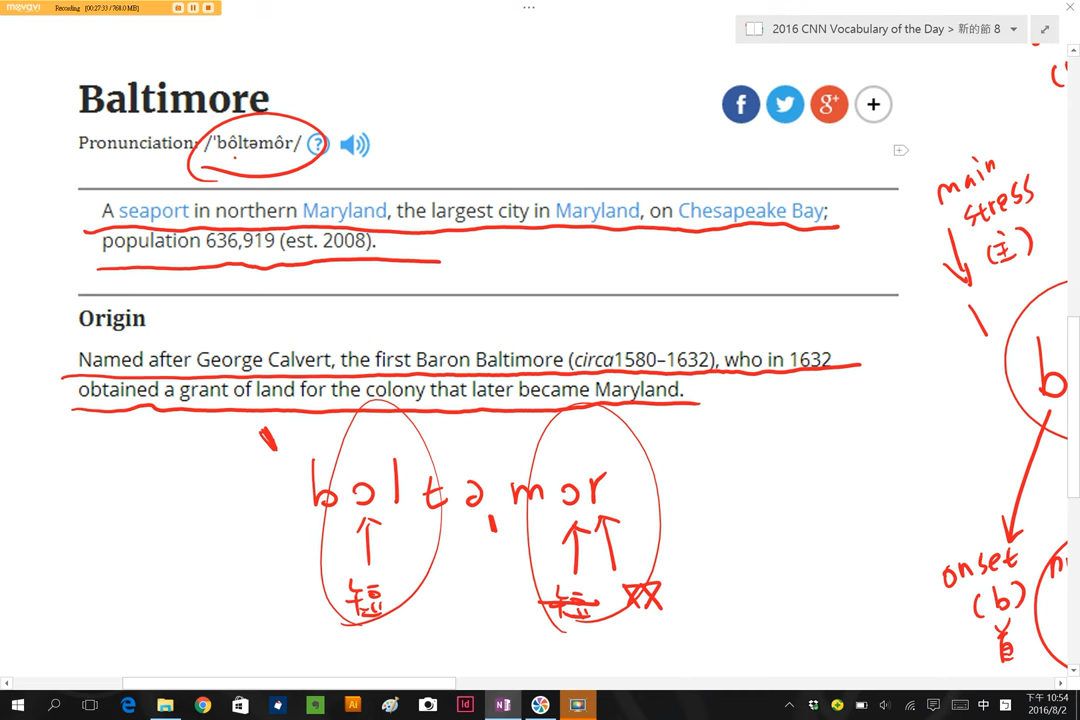 movavi Recording [00:27:33 / 768.0 MB]
2016 CNN Vocabulary of the Day > 新的節 8
Baltimore
Pronunciation: /ˈbôltəmôr/
A seaport in northern Maryland, the largest city in Maryland, on Chesapeake Bay;
population 636,919 (est. 2008).
Origin
Named after George Calvert, the first Baron Baltimore (circa1580–1632), who in 1632
obtained a grant of land for the colony that later became Maryland.
ˈbɔltəˌmɔr
短 短 双
main
stress
(主)
b
onset
(b)
首
中
下午 10:54
2016/8/2